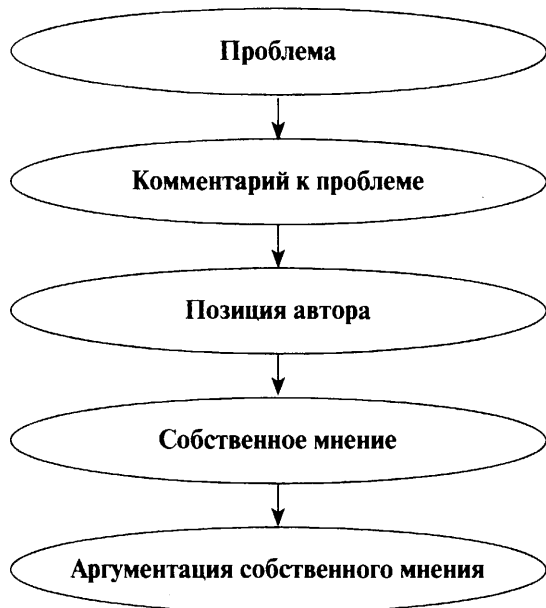 Проблема
Комментарий к проблеме
Позиция автора
Собственное мнение
Аргументация собственного мнения